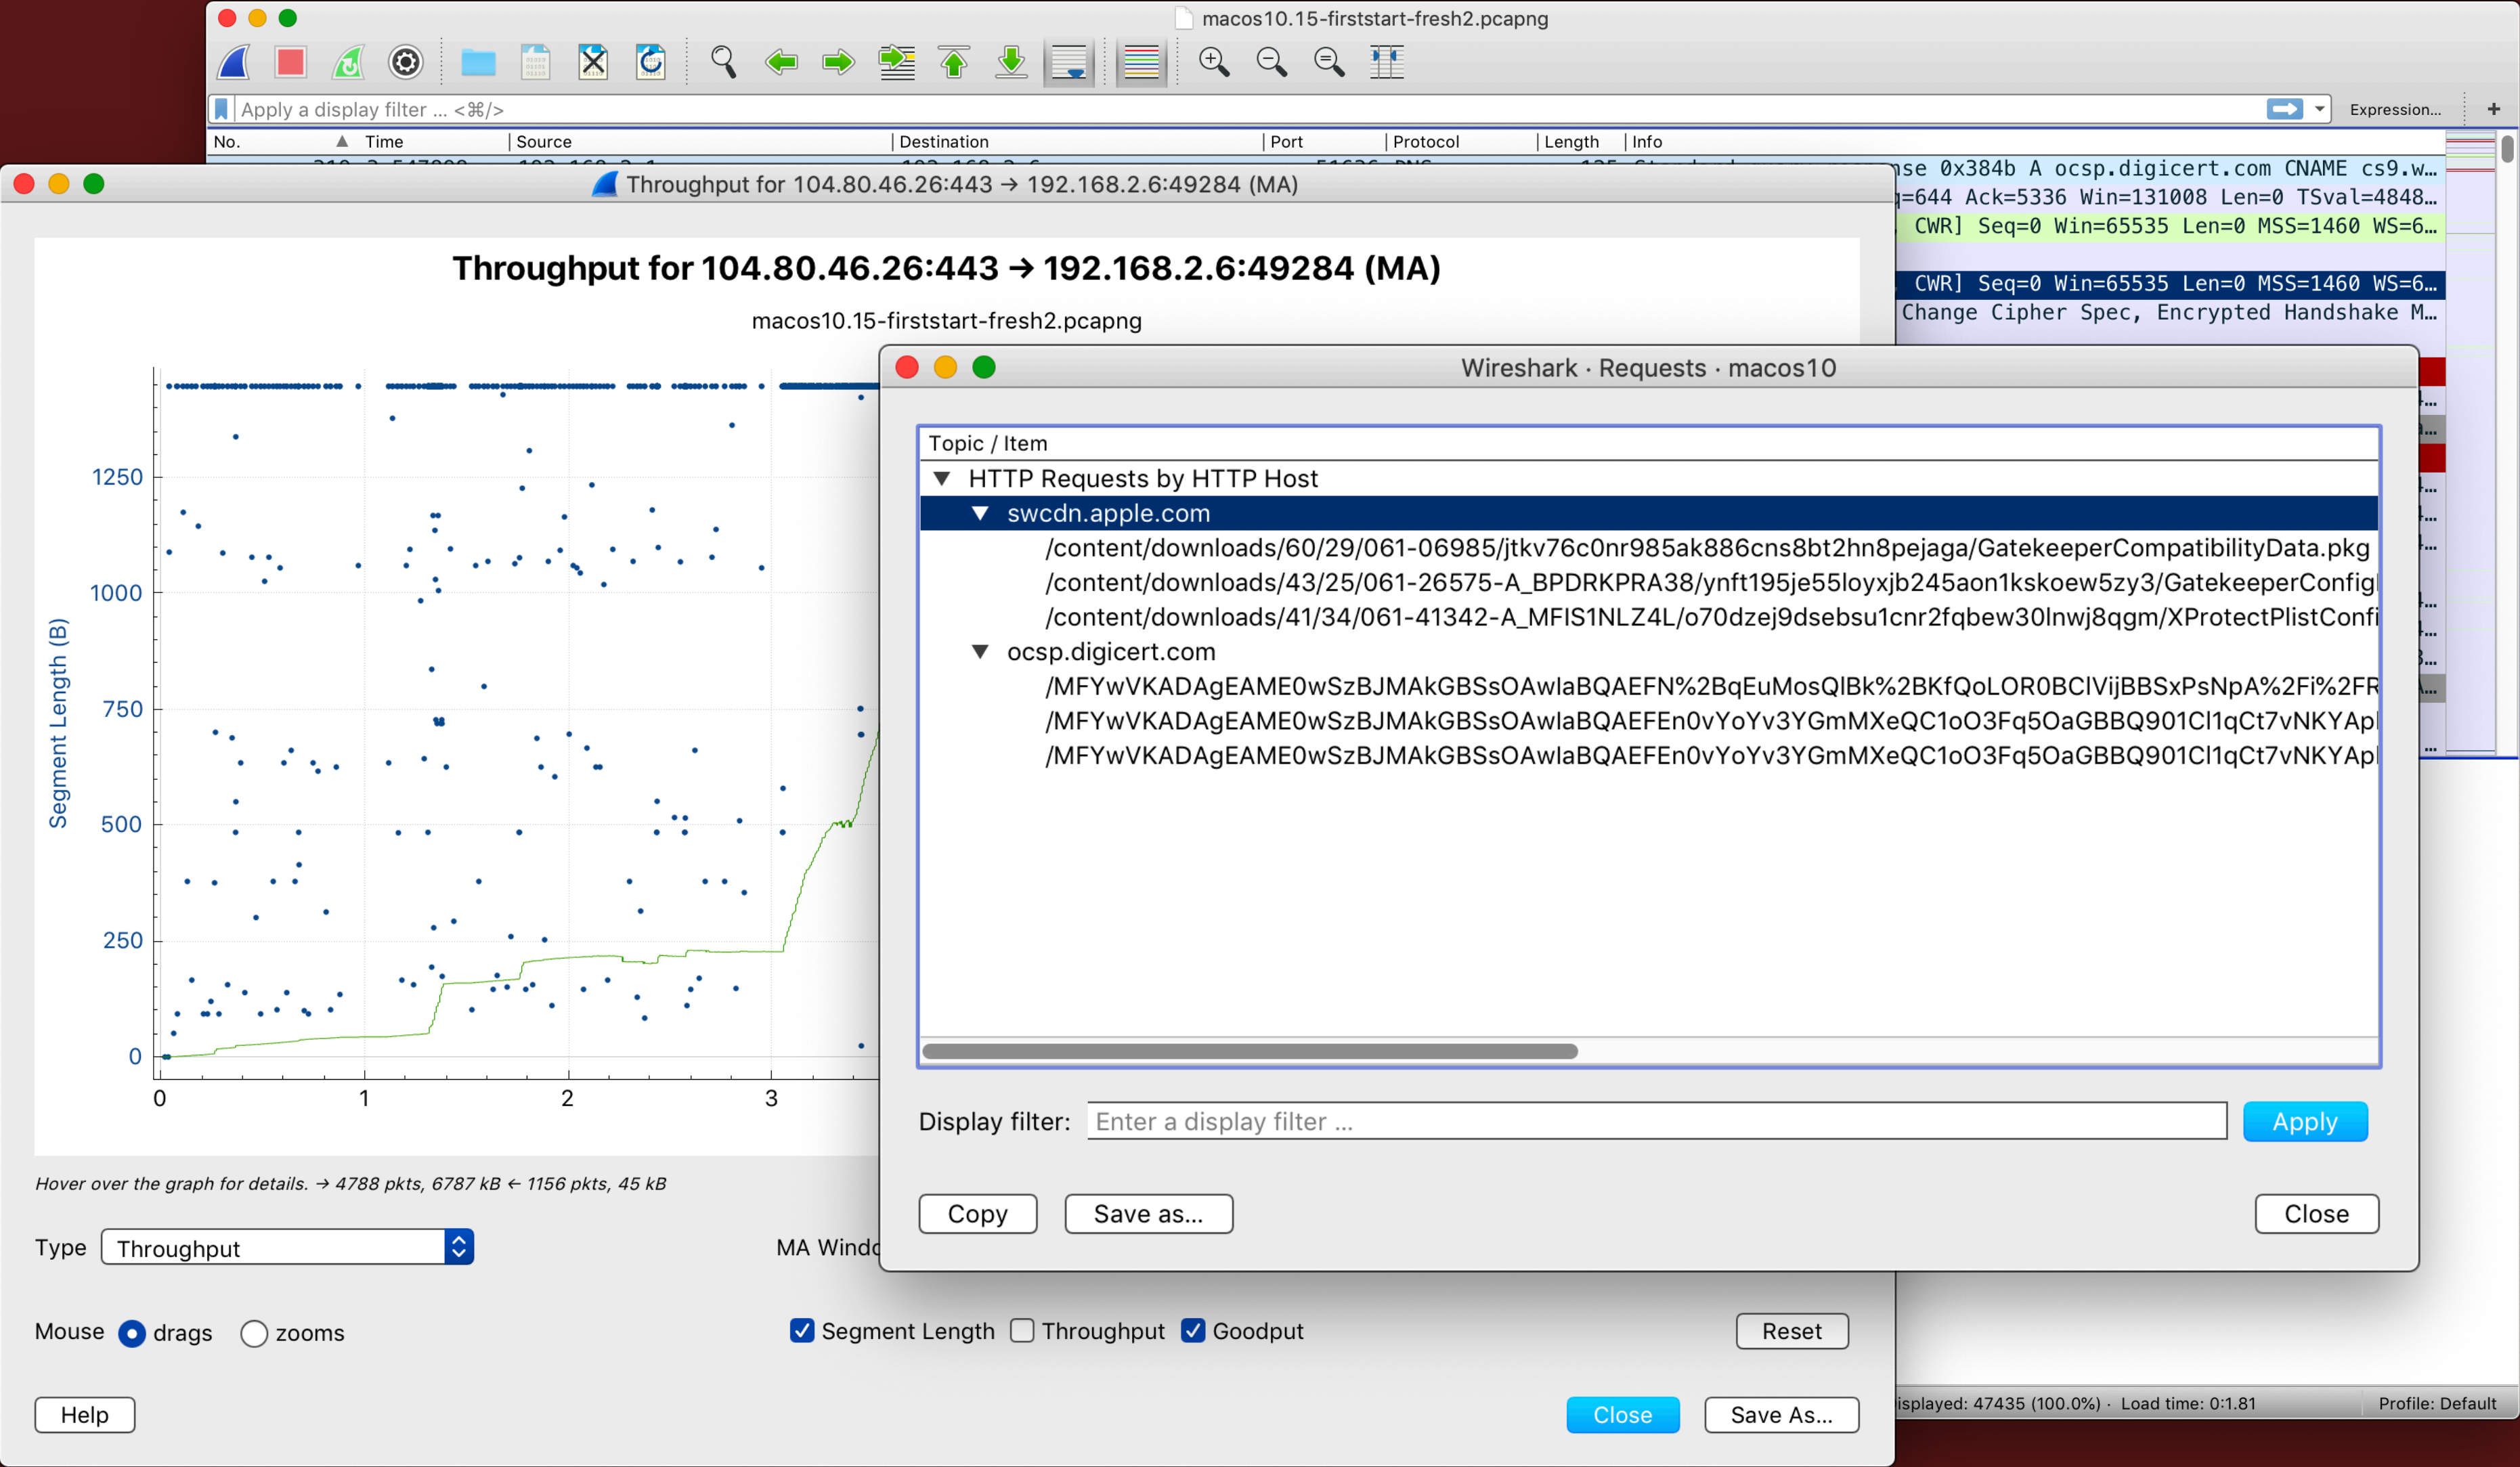 macos10.15-firststart-fresh2.pcapng
Apply a display filter ... <⌘/>
Expression... +
No. Time Source Destination Port Protocol Length Info
nse 0x384b A ocsp.digicert.com CNAME cs9.w...
q=644 Ack=5336 Win=131008 Len=0 TSval=4848...
CWR] Seq=0 Win=65535 Len=0 MSS=1460 WS=6...
CWR] Seq=0 Win=65535 Len=0 MSS=1460 WS=6...
Change Cipher Spec, Encrypted Handshake M...
Throughput for 104.80.46.26:443 → 192.168.2.6:49284 (MA)
Throughput for 104.80.46.26:443 → 192.168.2.6:49284 (MA)
macos10.15-firststart-fresh2.pcapng
Segment Length (B)
1250
1000
750
500
250
0
0 1 2 3
Hover over the graph for details. → 4788 pkts, 6787 kB ← 1156 pkts, 45 kB
Type Throughput
MA Windo
Mouse drags zooms
Segment Length Throughput Goodput
Reset
Help
Close
Save As...
Wireshark · Requests · macos10
Topic / Item
HTTP Requests by HTTP Host
swcdn.apple.com
/content/downloads/60/29/061-06985/jtkv76c0nr985ak886cns8bt2hn8pejaga/GatekeeperCompatibilityData.pkg
/content/downloads/43/25/061-26575-A_BPDRKPRA38/ynft195je55loyxjb245aon1kskoew5zy3/GatekeeperConfig
/content/downloads/41/34/061-41342-A_MFIS1NLZ4L/o70dzej9dsebsu1cnr2fqbew30lnwj8qgm/XProtectPlistConfi
ocsp.digicert.com
/MFYwVKADAgEAME0wSzBJMAkGBSsOAwIaBQAEFN%2BqEuMosQlBk%2BKfQoLOR0BClVijBBSxPsNpA%2Fi%2FR
/MFYwVKADAgEAME0wSzBJMAkGBSsOAwIaBQAEFEn0vYoYv3YGmMXeQC1oO3Fq5OaGBBQ901Cl1qCt7vNKYAp
/MFYwVKADAgEAME0wSzBJMAkGBSsOAwIaBQAEFEn0vYoYv3YGmMXeQC1oO3Fq5OaGBBQ901Cl1qCt7vNKYAp
Display filter: Enter a display filter ... Apply
Copy Save as... Close
isplayed: 47435 (100.0%) · Load time: 0:1.81 Profile: Default